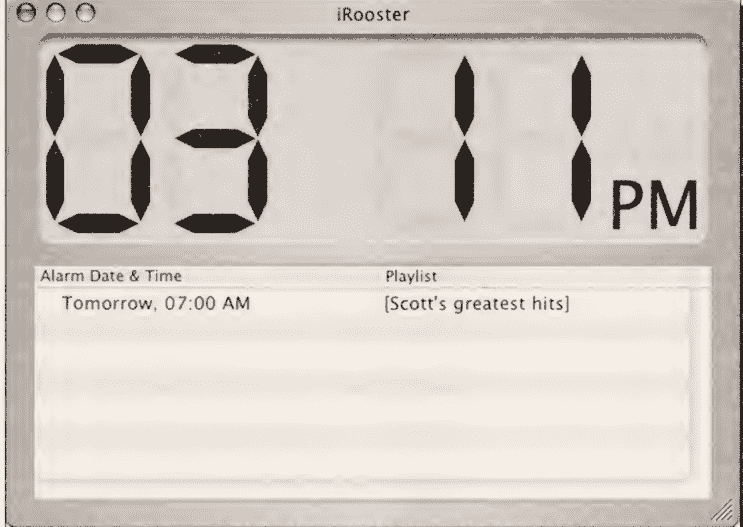 iRooster
03 11 PM
Alarm Date & Time Playlist
Tomorrow, 07:00 AM [Scott's greatest hits]